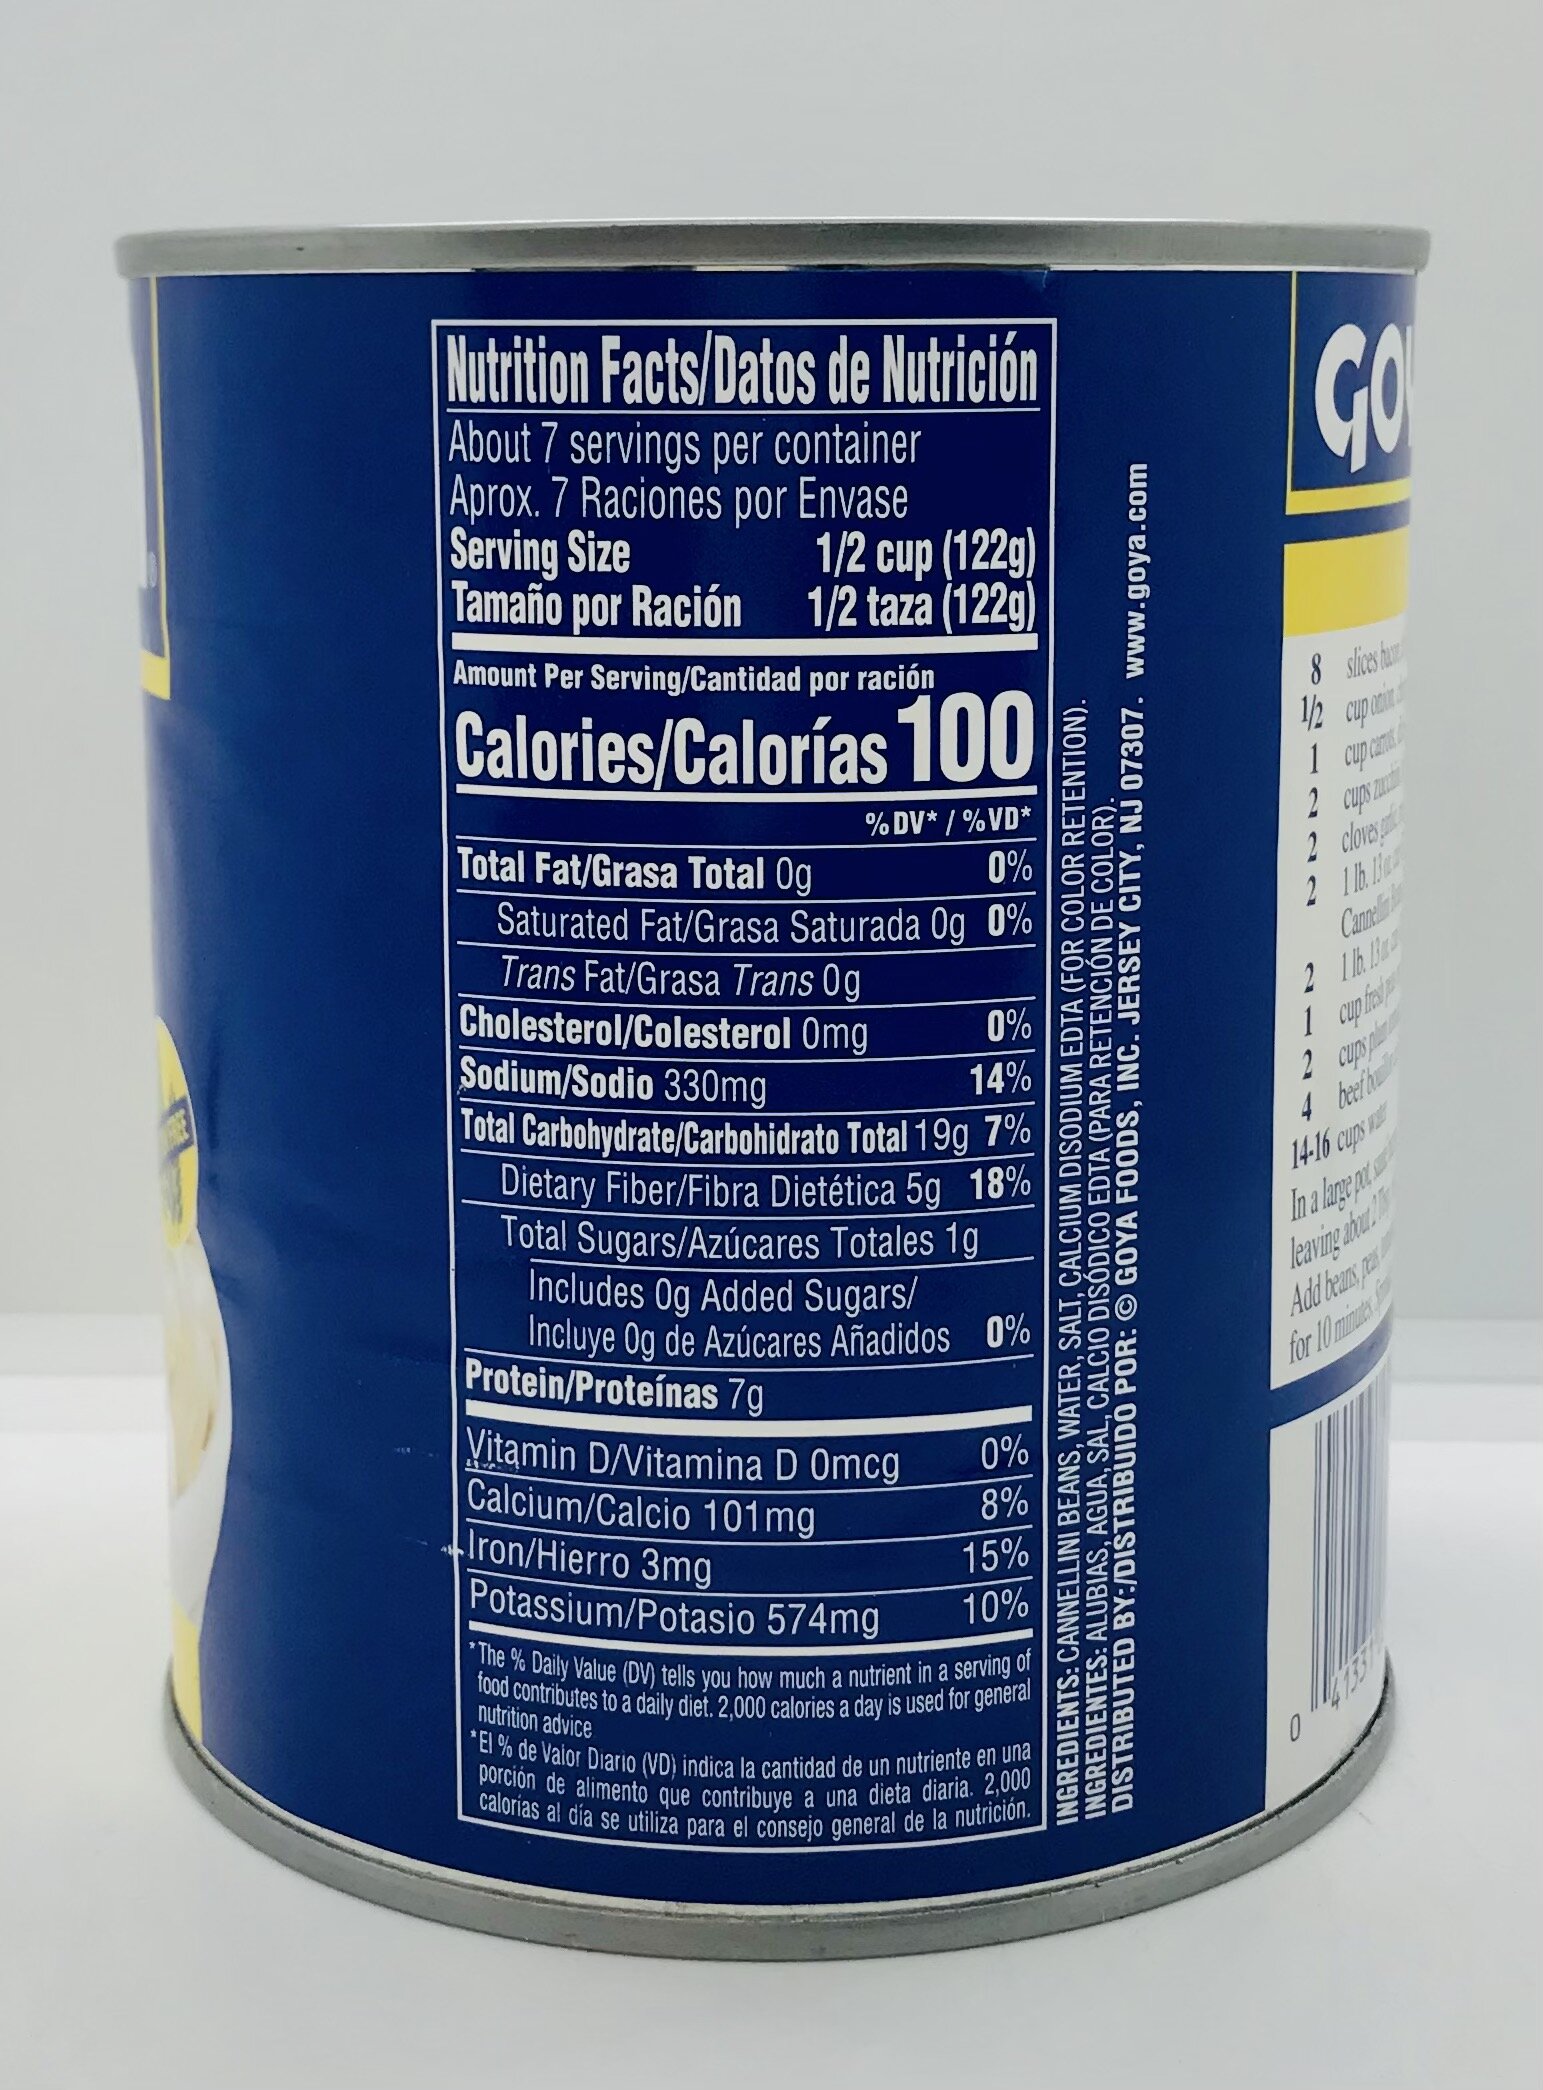 Nutrition Facts/Datos de Nutrición
About 7 servings per container
Aprox. 7 Raciones por Envase
Serving Size 1/2 cup (122g)
Tamaño por Ración 1/2 taza (122g)
Amount Per Serving/Cantidad por ración
Calories/Calorías 100
% DV* / %VD*
Total Fat/Grasa Total 0g 0%
Saturated Fat/Grasa Saturada 0g 0%
Trans Fat/Grasa Trans 0g
Cholesterol/Colesterol 0mg 0%
Sodium/Sodio 330mg 14%
Total Carbohydrate/Carbohidrato Total 19g 7%
Dietary Fiber/Fibra Dietética 5g 18%
Total Sugars/Azúcares Totales 1g
Includes 0g Added Sugars/
Incluye 0g de Azúcares Añadidos 0%
Protein/Proteínas 7g
Vitamin D/Vitamina D 0mcg 0%
Calcium/Calcio 101mg 8%
Iron/Hierro 3mg 15%
Potassium/Potasio 574mg 10%
*The % Daily Value (DV) tells you how much a nutrient in a serving of
food contributes to a daily diet. 2,000 calories a day is used for general
nutrition advice
*El % de Valor Diario (VD) indica la cantidad de un nutriente en una
porción de alimento que contribuye a una dieta diaria. 2,000
calorías al día se utiliza para el consejo general de la nutrición.
INGREDIENTS: CANNELLINI BEANS, WATER, SALT, CALCIUM DISODIUM EDTA (FOR COLOR RETENTION).
INGREDIENTES: ALUBIAS, AGUA, SAL, CALCIO DISÓDICO EDTA (PARA RETENCIÓN DE COLOR).
DISTRIBUTED BY:/DISTRIBUIDO POR: © GOYA FOODS, INC. JERSEY CITY, NJ 07307. www.goya.com
GO
8 slices
1/2 cup onion,
1 cup carrots,
2 cups
2 cloves
2 1 lb. 13 oz.
2 1 lb. 13
1 cup fresh
2 cups
4 beef
14-16 cups water
In a large pot,
leaving about 2
Add beans, peas,
for 10 minutes.
0 41331